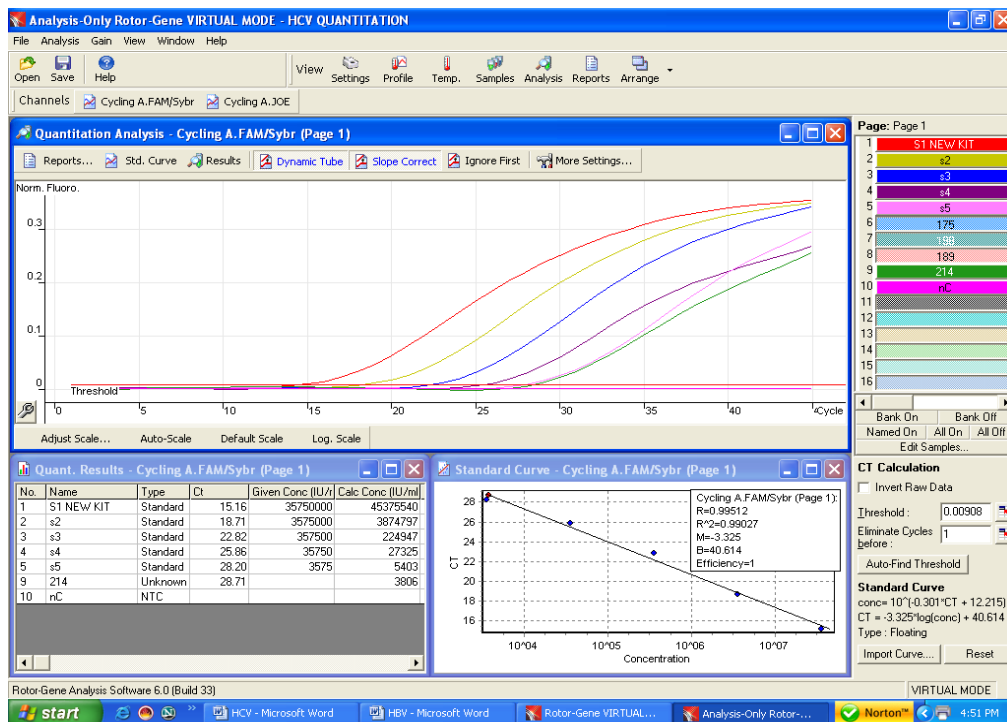 Analysis-Only Rotor-Gene VIRTUAL MODE - HCV QUANTITATION
File Analysis Gain View Window Help
Open Save Help View Settings Profile Temp. Samples Analysis Reports Arrange
Channels Cycling A.FAM/Sybr Cycling A.JOE
Quantitation Analysis - Cycling A.FAM/Sybr (Page 1)
Reports... Std. Curve Results Dynamic Tube Slope Correct Ignore First More Settings...
Norm. Fluoro.
0.3
0.2
0.1
0
Threshold
0 5 10 15 20 25 30 35 40 Cycle
Adjust Scale... Auto-Scale Default Scale Log. Scale
Page: Page 1
1 S1 NEW KIT
2 s2
3 s3
4 s4
5 s5
6 175
7 198
8 189
9 214
10 nC
11
12
13
14
15
16
Bank On Bank Off
Named On All On All Off
Edit Samples...
Quant. Results - Cycling A.FAM/Sybr (Page 1)
No. Name Type Ct Given Conc (IU/ Calc Conc (IU/ml
1 S1 NEW KIT Standard 15.16 35750000 45375540
2 s2 Standard 18.71 3575000 3874797
3 s3 Standard 22.82 357500 224947
4 s4 Standard 25.86 35750 27325
5 s5 Standard 28.20 3575 5403
9 214 Unknown 28.71 3806
10 nC NTC
Standard Curve - Cycling A.FAM/Sybr (Page 1)
CT
28
26
24
22
20
18
16
10^04 10^05 10^06 10^07
Concentration
Cycling A.FAM/Sybr (Page 1):
R=0.99512
R^2=0.99027
M=-3.325
B=40.614
Efficiency=1
CT Calculation
Invert Raw Data
Threshold : 0.00908
Eliminate Cycles before : 1
Auto-Find Threshold
Standard Curve
conc= 10^(-0.301*CT + 12.215)
CT = -3.325*log(conc) + 40.614
Type : Floating
Import Curve.... Reset
Rotor-Gene Analysis Software 6.0 (Build 33) VIRTUAL MODE
start HCV - Microsoft Word HBV - Microsoft Word Rotor-Gene VIRTUAL... Analysis-Only Rotor-... Norton™ 4:51 PM